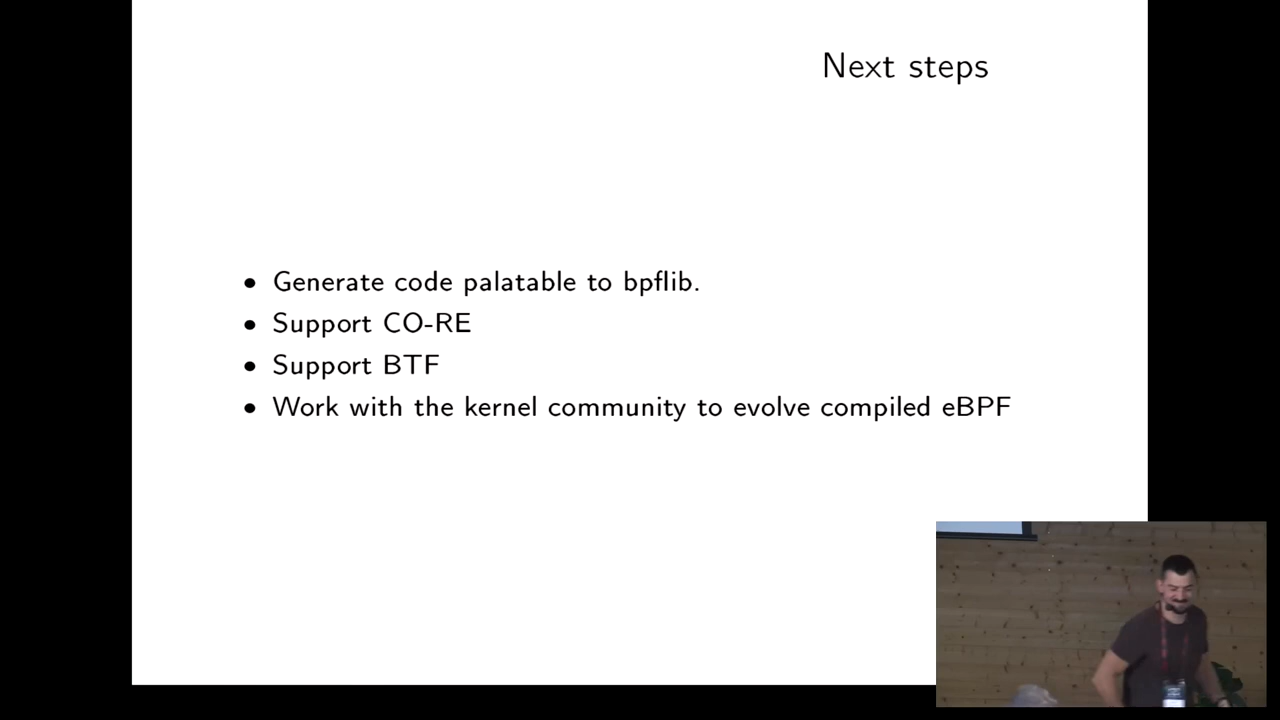 Next steps
• Generate code palatable to bpflib.
• Support CO-RE
• Support BTF
• Work with the kernel community to evolve compiled eBPF